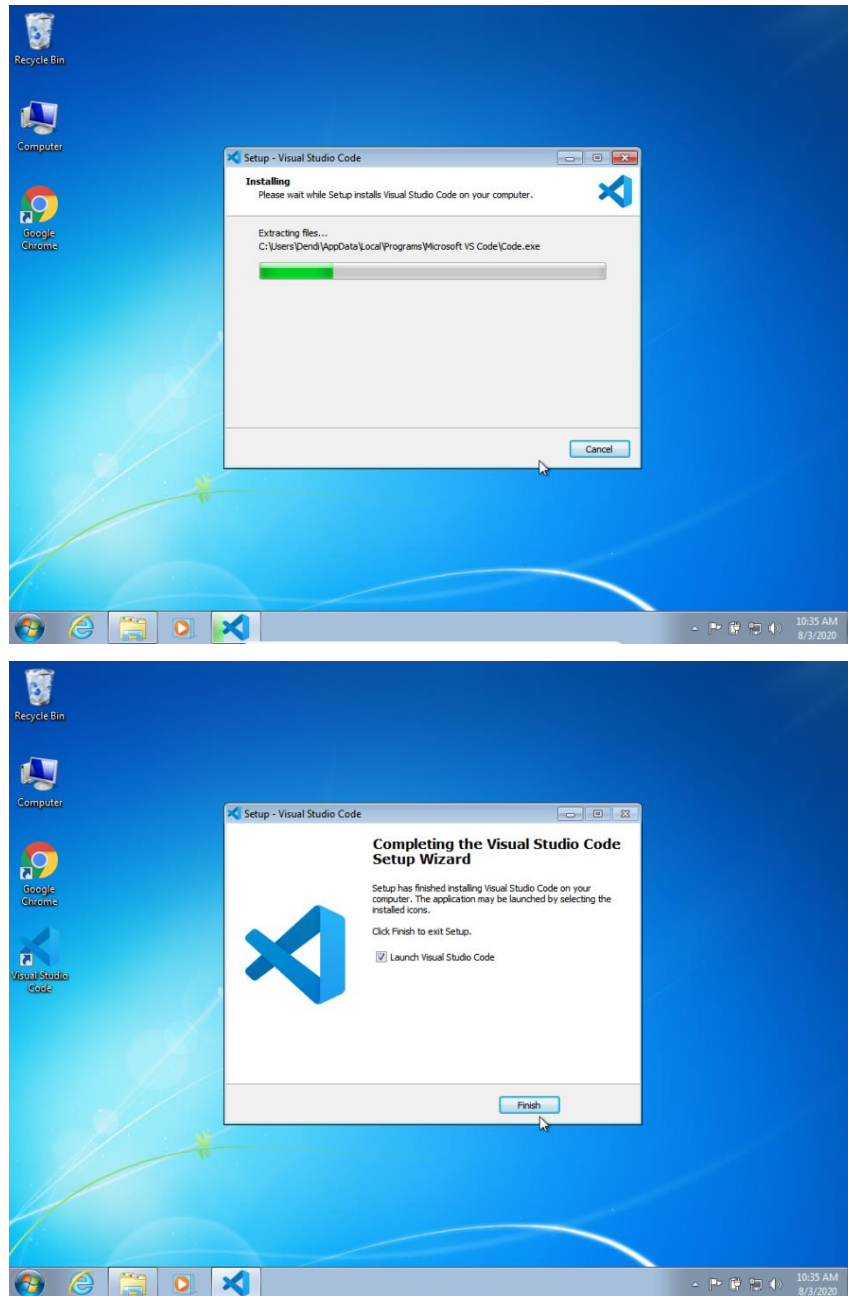 Recycle Bin
Computer
Google
Chrome
Setup - Visual Studio Code
Installing
Please wait while Setup installs Visual Studio Code on your computer.
Extracting files...
C:\Users\Dendi\AppData\Local\Programs\Microsoft VS Code\Code.exe
Cancel
10:35 AM
8/3/2020
Recycle Bin
Computer
Google
Chrome
Visual Studio
Code
Setup - Visual Studio Code
Completing the Visual Studio Code
Setup Wizard
Setup has finished installing Visual Studio Code on your
computer. The application may be launched by selecting the
installed icons.
Click Finish to exit Setup.
Launch Visual Studio Code
Finish
10:35 AM
8/3/2020